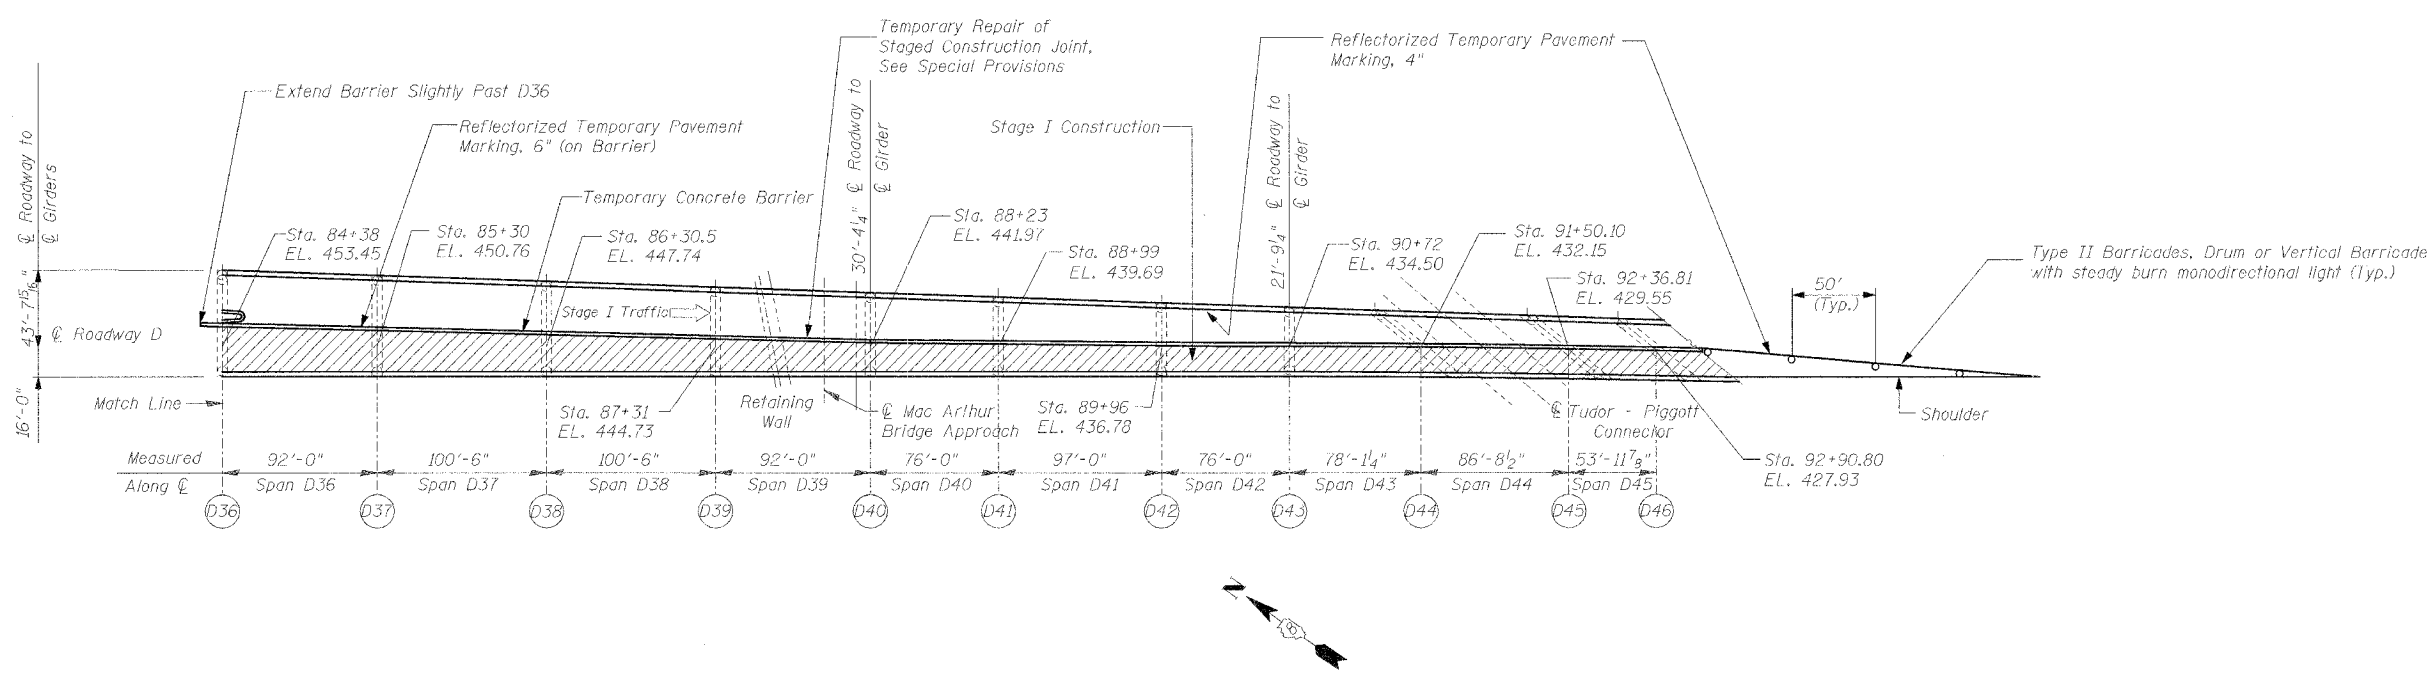 Temporary Repair of
Staged Construction Joint,
See Special Provisions
Reflectorized Temporary Pavement
Marking, 4"
Extend Barrier Slightly Past D36
Reflectorized Temporary Pavement
Marking, 6" (on Barrier)
Stage I Construction
Temporary Concrete Barrier
℄ Roadway to
℄ Girders
30'-4¼" ℄ Roadway to
℄ Girder
21'-9¼" ℄ Roadway to
℄ Girder
Sta. 84+38
EL. 453.45
Sta. 85+30
EL. 450.76
Sta. 86+30.5
EL. 447.74
Sta. 88+23
EL. 441.97
Sta. 88+99
EL. 439.69
Sta. 90+72
EL. 434.50
Sta. 91+50.10
EL. 432.15
Sta. 92+36.81
EL. 429.55
Type II Barricades, Drum or Vertical Barricade
with steady burn monodirectional light (Typ.)
50'
(Typ.)
43'-7 15/16"
Stage I Traffic
℄ Roadway D
16'-0"
Match Line
Sta. 87+31
EL. 444.73
Retaining
Wall
℄ Mac Arthur
Bridge Approach
Sta. 89+96
EL. 436.78
℄ Tudor - Piggott
Connector
Shoulder
Sta. 92+90.80
EL. 427.93
Measured
Along ℄
92'-0"
Span D36
100'-6"
Span D37
100'-6"
Span D38
92'-0"
Span D39
76'-0"
Span D40
97'-0"
Span D41
76'-0"
Span D42
78'-1¼"
Span D43
86'-8½"
Span D44
53'-11⅞"
Span D45
D36
D37
D38
D39
D40
D41
D42
D43
D44
D45
D46
N